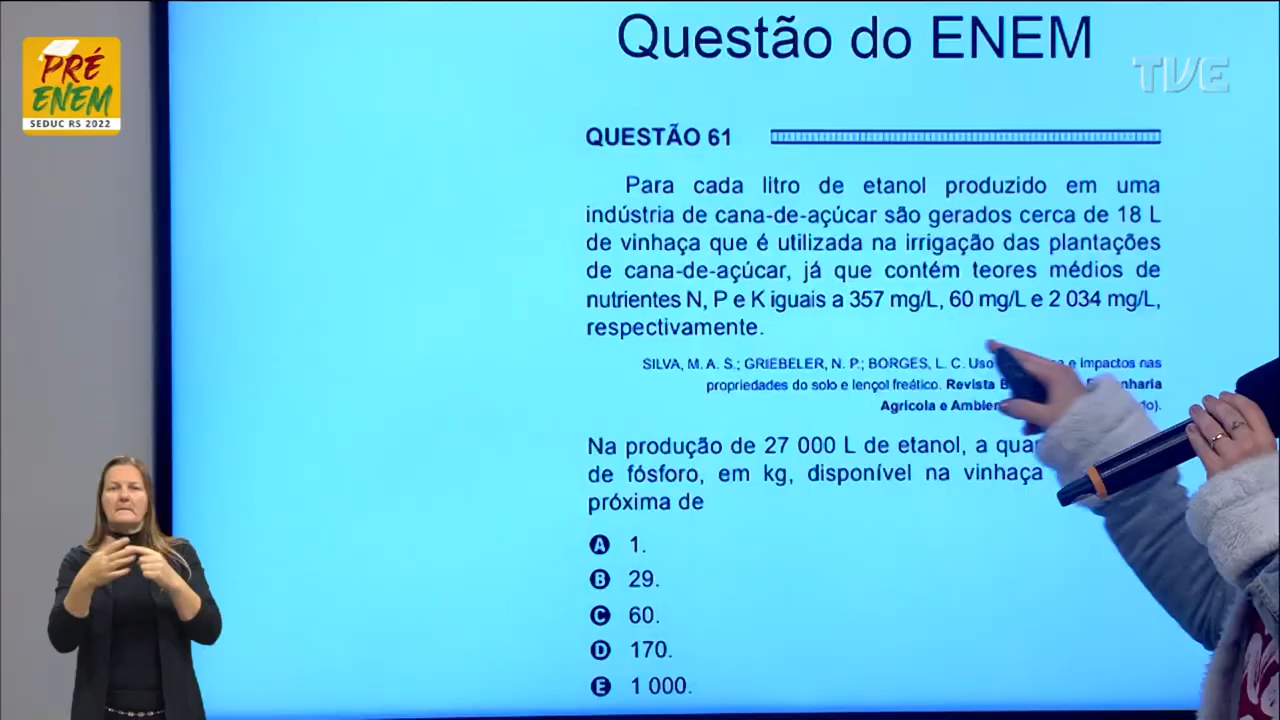 PRÉ
ENEM
SEDUC RS 2022
Questão do ENEM
TVE
QUESTÃO 61
Para cada litro de etanol produzido em uma
indústria de cana-de-açúcar são gerados cerca de 18 L
de vinhaça que é utilizada na irrigação das plantações
de cana-de-açúcar, já que contém teores médios de
nutrientes N, P e K iguais a 357 mg/L, 60 mg/L e 2 034 mg/L,
respectivamente.
SILVA, M. A. S.; GRIEBELER, N. P.; BORGES, L. C. Uso e impactos nas
propriedades do solo e lençol freático. Revista
Agrícola e
Na produção de 27 000 L de etanol, a
de fósforo, em kg, disponível na vinhaça
próxima de
A 1.
B 29.
C 60.
D 170.
E 1 000.